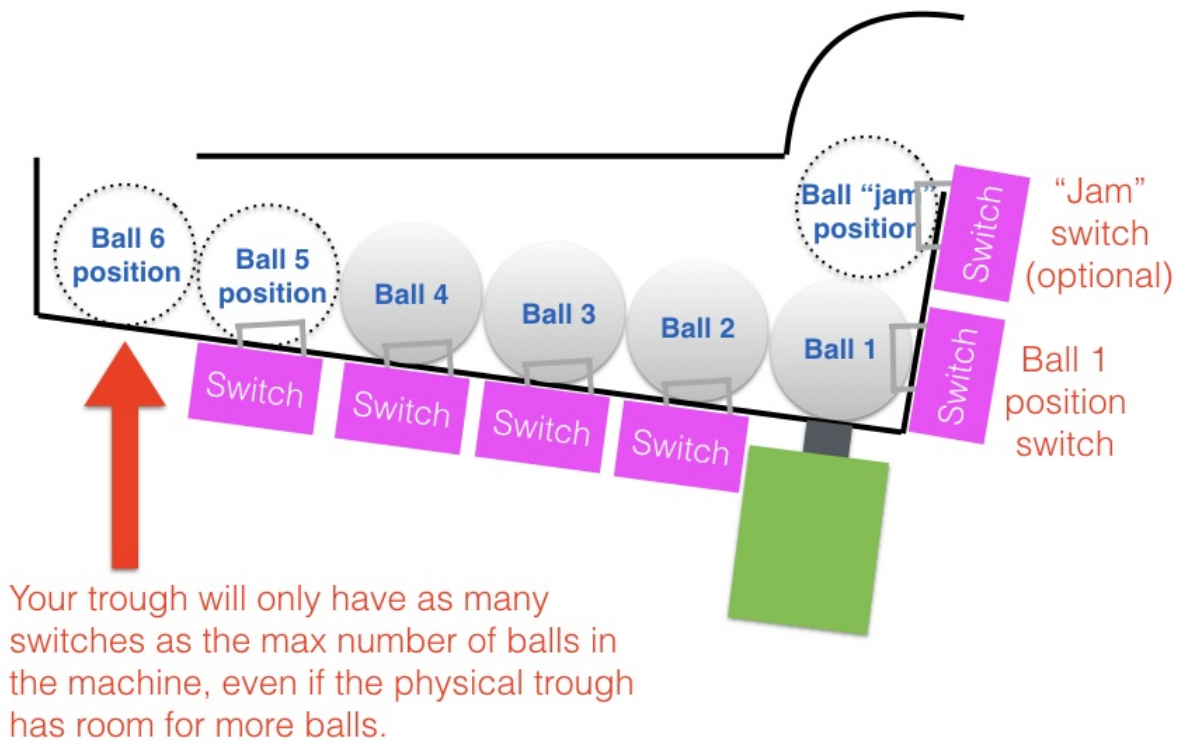 Ball "jam"
position
Switch
"Jam"
switch
(optional)
Ball 6
position
Ball 5
position
Ball 4
Ball 3
Ball 2
Ball 1
Switch
Ball 1
position
switch
Switch
Switch
Switch
Switch
Your trough will only have as many
switches as the max number of balls in
the machine, even if the physical trough
has room for more balls.